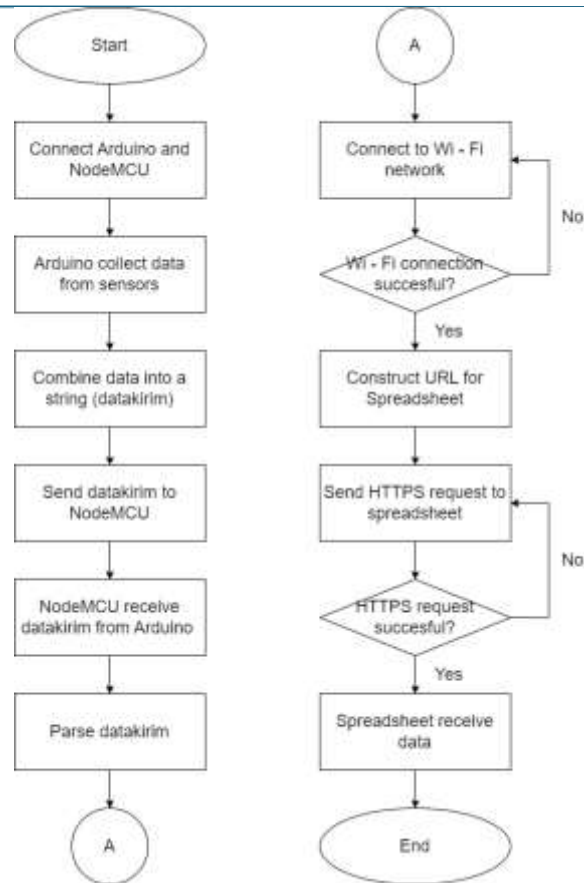 Start
Connect Arduino and
NodeMCU
Arduino collect data
from sensors
Combine data into a
string (datakirim)
Send datakirim to
NodeMCU
NodeMCU receive
datakirim from Arduino
Parse datakirim
A
A
Connect to Wi - Fi
network
No
Wi - Fi connection
succesful?
Yes
Construct URL for
Spreadsheet
Send HTTPS request to
spreadsheet
No
HTTPS request
succesful?
Yes
Spreadsheet receive
data
End